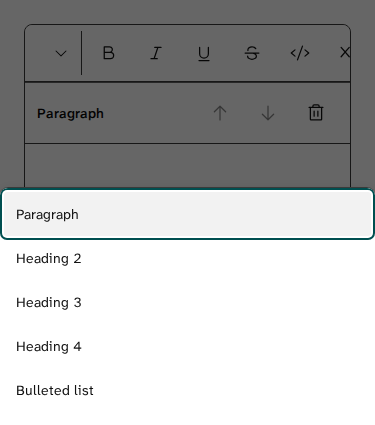 B I U S </> X
Paragraph
Paragraph
Heading 2
Heading 3
Heading 4
Bulleted list